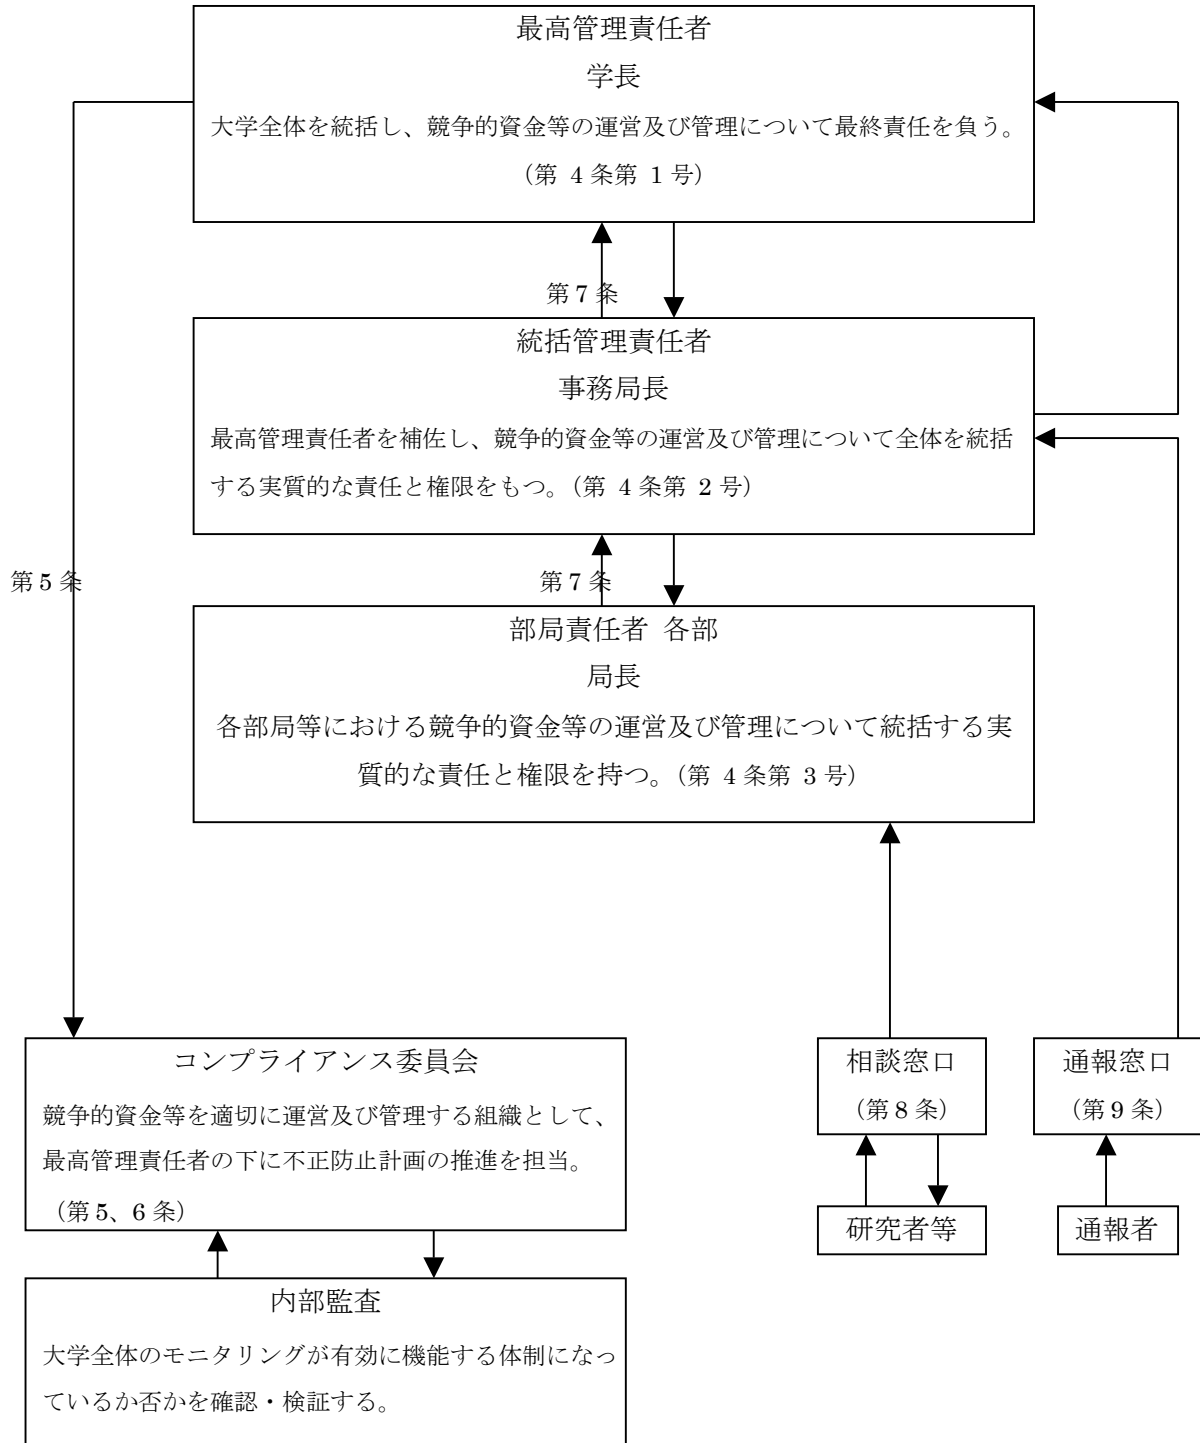 最高管理責任者
学長
大学全体を統括し、競争的資金等の運営及び管理について最終責任を負う。
（第 4 条第 1 号）
第 7 条
統括管理責任者
事務局長
最高管理責任者を補佐し、競争的資金等の運営及び管理について全体を統括
する実質的な責任と権限をもつ。（第 4 条第 2 号）
第 5 条
第 7 条
部局責任者 各部
局長
各部局等における競争的資金等の運営及び管理について統括する実
質的な責任と権限を持つ。（第 4 条第 3 号）
コンプライアンス委員会
競争的資金等を適切に運営及び管理する組織として、
最高管理責任者の下に不正防止計画の推進を担当。
（第 5、6 条）
相談窓口
（第 8 条）
通報窓口
（第 9 条）
研究者等
通報者
内部監査
大学全体のモニタリングが有効に機能する体制になっ
ているか否かを確認・検証する。